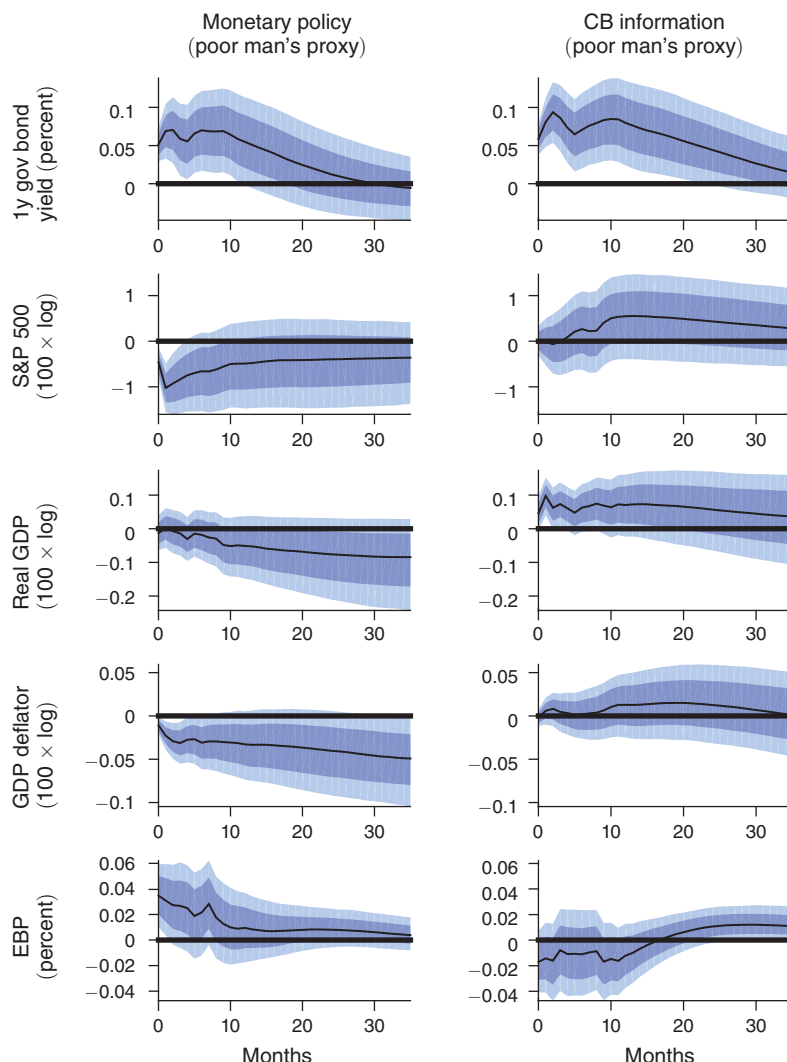 Monetary policy
(poor man's proxy)
CB information
(poor man's proxy)
1y gov bond
yield (percent)
0.1
0.05
0
0 10 20 30
0.1
0.05
0
0 10 20 30
S&P 500
(100 × log)
1
0
−1
0 10 20 30
1
0
−1
0 10 20 30
Real GDP
(100 × log)
0.1
0
−0.1
−0.2
0 10 20 30
0.1
0
−0.1
−0.2
0 10 20 30
GDP deflator
(100 × log)
0.05
0
−0.05
−0.1
0 10 20 30
0.05
0
−0.05
−0.1
0 10 20 30
EBP
(percent)
0.06
0.04
0.02
0
−0.02
−0.04
0 10 20 30
Months
0.06
0.04
0.02
0
−0.02
−0.04
0 10 20 30
Months